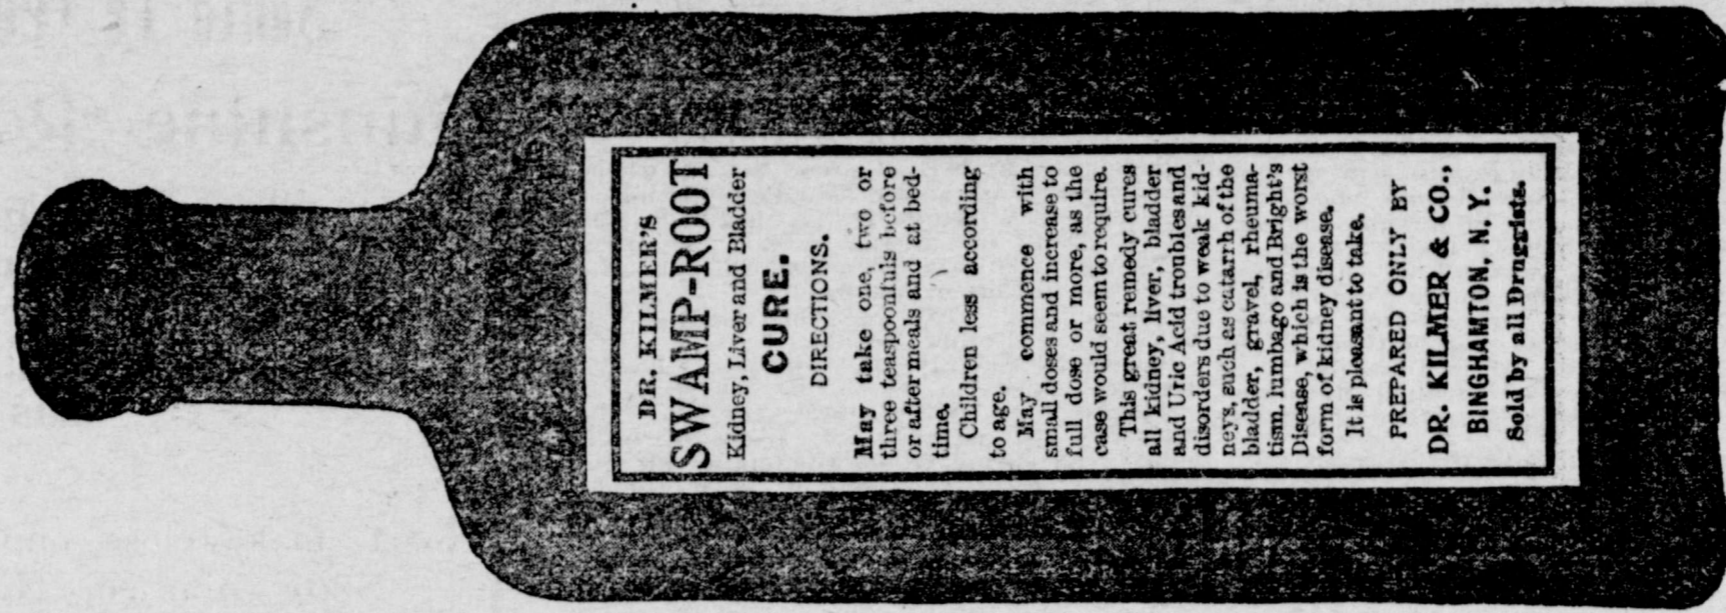 DR. KILMER'S
SWAMP-ROOT
Kidney, Liver and Bladder
CURE.
DIRECTIONS.
May take one, two or
three teaspoonfuls before
or after meals and at bed-
time.
Children less according
to age.
May commence with
small doses and increase to
full dose or more, as the
case would seem to require.
This great remedy cures
all kidney, liver, bladder
and Uric Acid troubles and
disorders due to weak kid-
neys, such as catarrh of the
bladder, gravel, rheuma-
tism, lumbago and Bright's
Disease, which is the worst
form of kidney disease.
It is pleasant to take.
PREPARED ONLY BY
DR. KILMER & CO.,
BINGHAMTON, N. Y.
Sold by all Druggists.